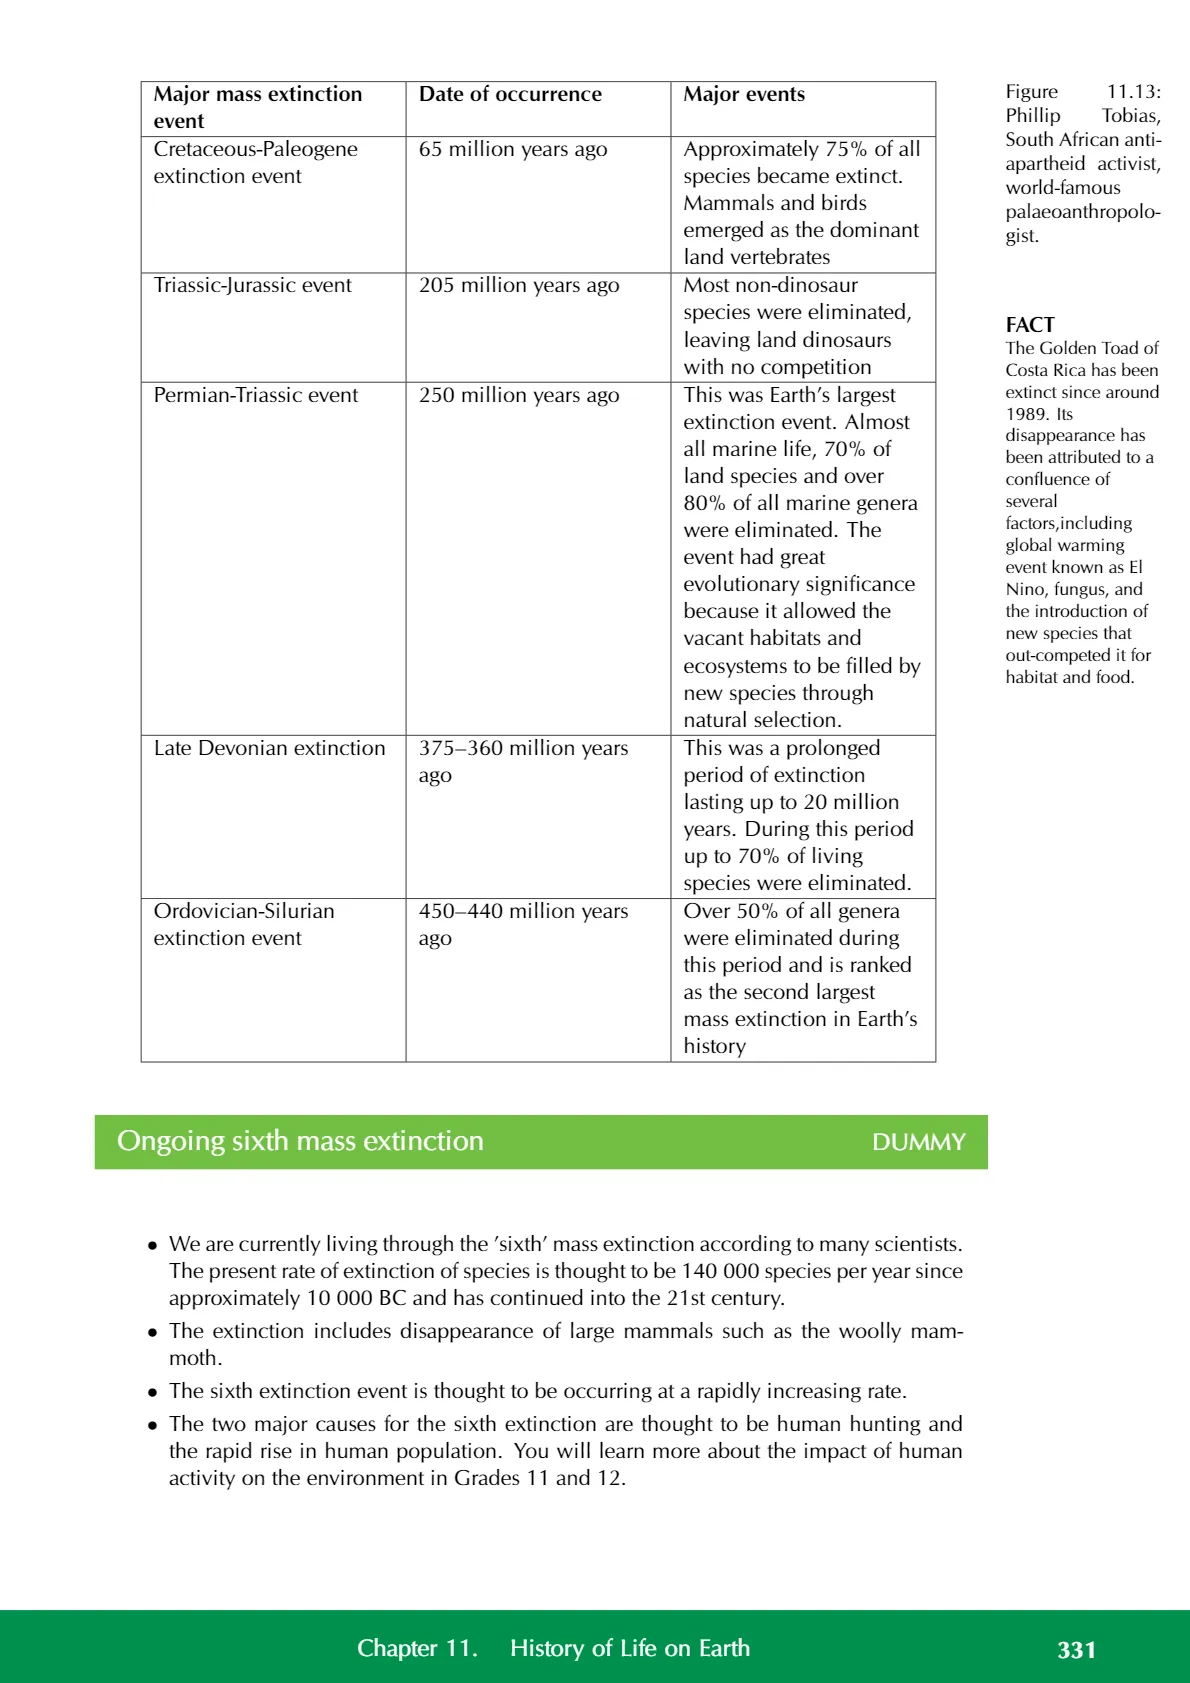 Major mass extinction
event
Date of occurrence
Major events
Cretaceous-Paleogene
extinction event
65 million years ago
Approximately 75% of all
species became extinct.
Mammals and birds
emerged as the dominant
land vertebrates
Triassic-Jurassic event
205 million years ago
Most non-dinosaur
species were eliminated,
leaving land dinosaurs
with no competition
Permian-Triassic event
250 million years ago
This was Earth’s largest
extinction event. Almost
all marine life, 70% of
land species and over
80% of all marine genera
were eliminated. The
event had great
evolutionary significance
because it allowed the
vacant habitats and
ecosystems to be filled by
new species through
natural selection.
Late Devonian extinction
375–360 million years
ago
This was a prolonged
period of extinction
lasting up to 20 million
years. During this period
up to 70% of living
species were eliminated.
Ordovician-Silurian
extinction event
450–440 million years
ago
Over 50% of all genera
were eliminated during
this period and is ranked
as the second largest
mass extinction in Earth’s
history
Figure 11.13:
Phillip Tobias,
South African anti-
apartheid activist,
world-famous
palaeoanthropolo-
gist.
FACT
The Golden Toad of
Costa Rica has been
extinct since around
1989. Its
disappearance has
been attributed to a
confluence of
several
factors,including
global warming
event known as El
Nino, fungus, and
the introduction of
new species that
out-competed it for
habitat and food.
Ongoing sixth mass extinction DUMMY
• We are currently living through the ’sixth’ mass extinction according to many scientists.
The present rate of extinction of species is thought to be 140 000 species per year since
approximately 10 000 BC and has continued into the 21st century.
• The extinction includes disappearance of large mammals such as the woolly mam-
moth.
• The sixth extinction event is thought to be occurring at a rapidly increasing rate.
• The two major causes for the sixth extinction are thought to be human hunting and
the rapid rise in human population. You will learn more about the impact of human
activity on the environment in Grades 11 and 12.
Chapter 11. History of Life on Earth 331